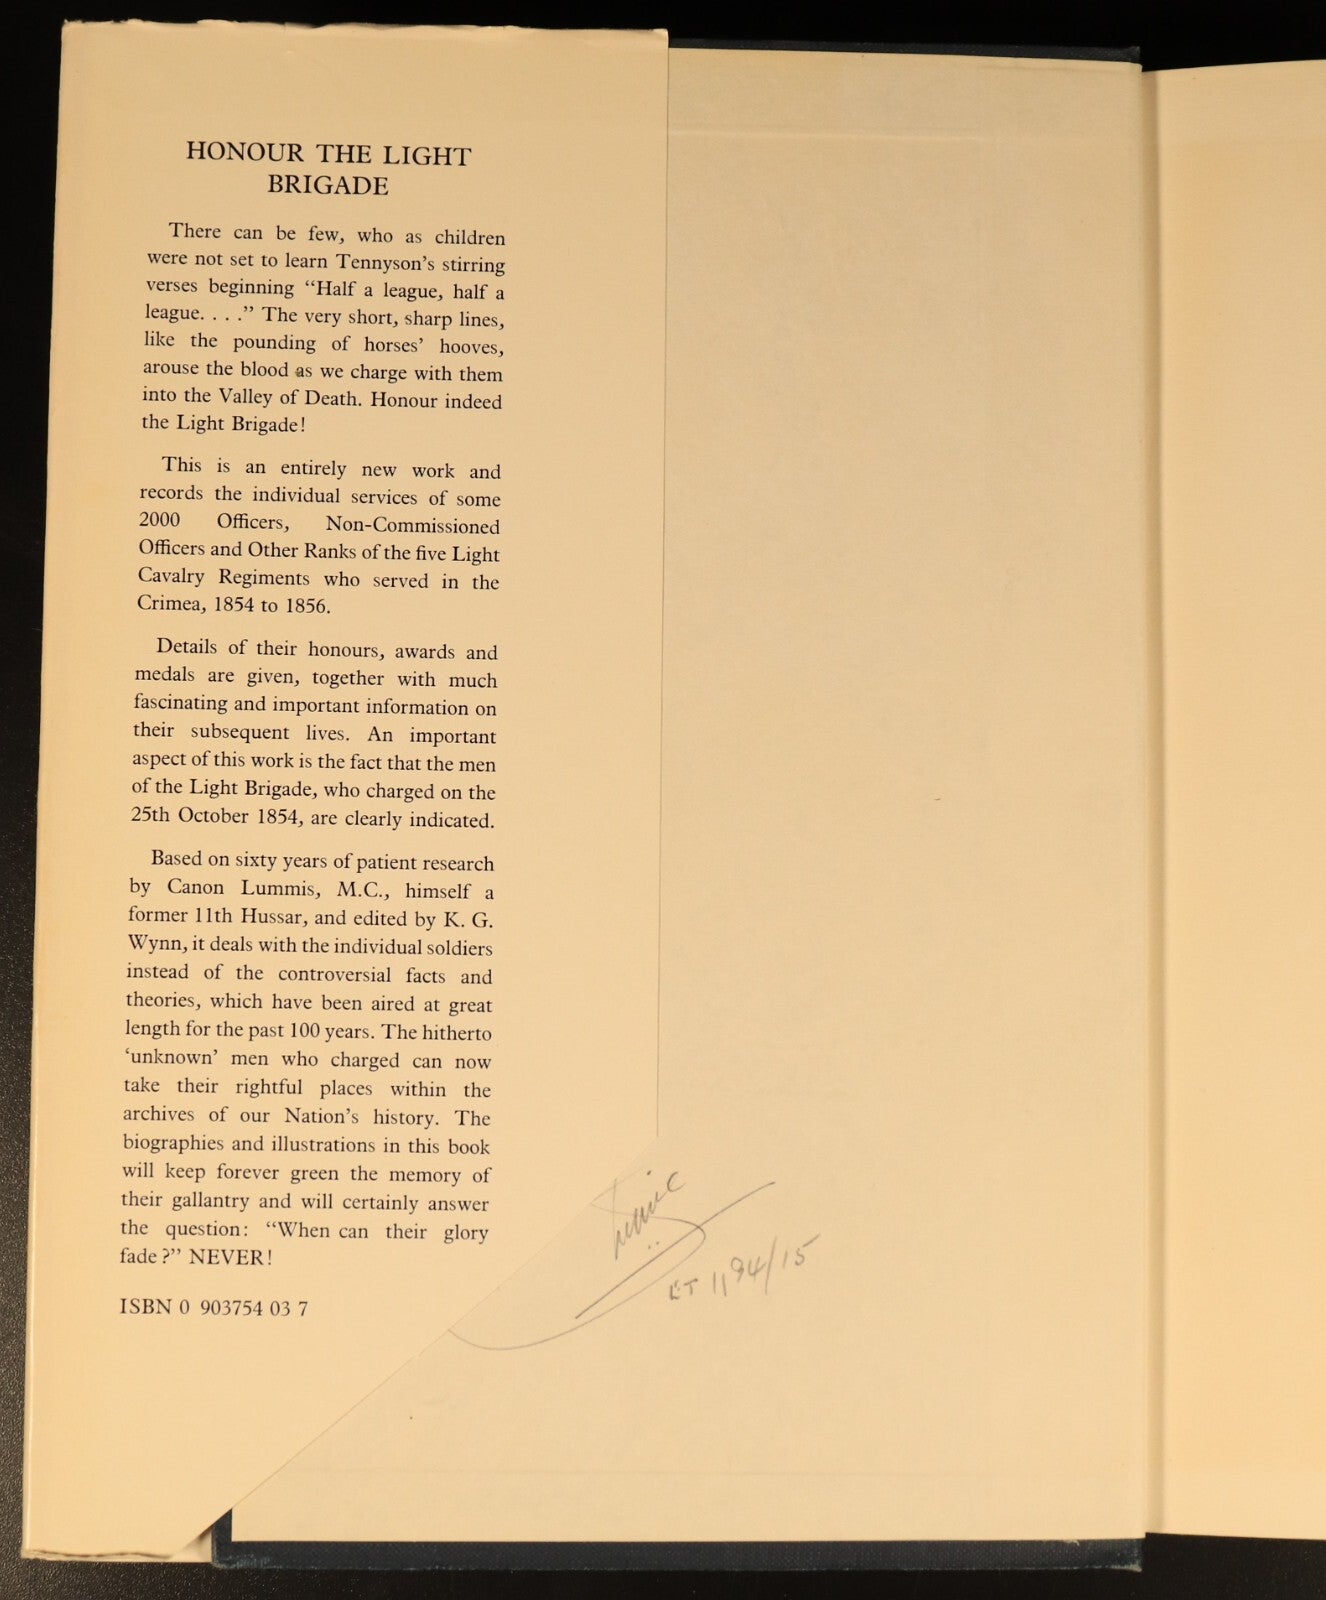 HONOUR THE LIGHT
BRIGADE
There can be few, who as children
were not set to learn Tennyson's stirring
verses beginning “Half a league, half a
league. . . .” The very short, sharp lines,
like the pounding of horses' hooves,
arouse the blood as we charge with them
into the Valley of Death. Honour indeed
the Light Brigade!
This is an entirely new work and
records the individual services of some
2000 Officers, Non-Commissioned
Officers and Other Ranks of the five Light
Cavalry Regiments who served in the
Crimea, 1854 to 1856.
Details of their honours, awards and
medals are given, together with much
fascinating and important information on
their subsequent lives. An important
aspect of this work is the fact that the men
of the Light Brigade, who charged on the
25th October 1854, are clearly indicated.
Based on sixty years of patient research
by Canon Lummis, M.C., himself a
former 11th Hussar, and edited by K. G.
Wynn, it deals with the individual soldiers
instead of the controversial facts and
theories, which have been aired at great
length for the past 100 years. The hitherto
‘unknown’ men who charged can now
take their rightful places within the
archives of our Nation's history. The
biographies and illustrations in this book
will keep forever green the memory of
their gallantry and will certainly answer
the question: “When can their glory
fade?” NEVER!
ISBN 0 903754 03 7